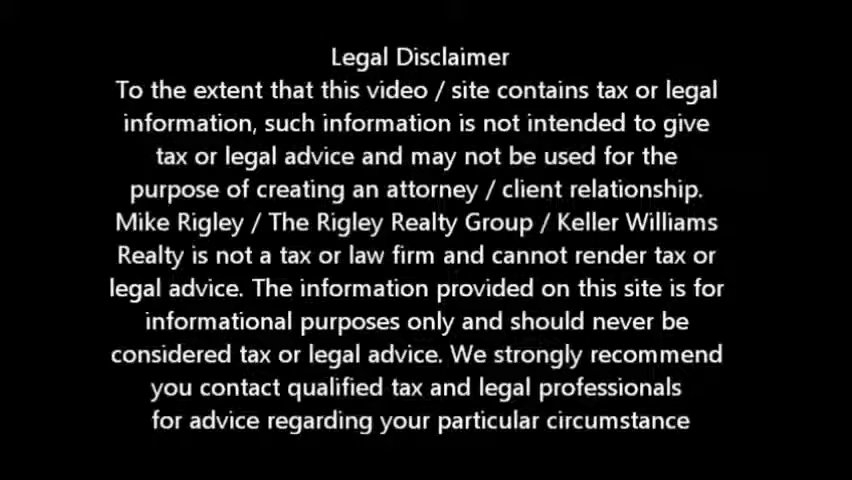 Legal Disclaimer
To the extent that this video / site contains tax or legal
information, such information is not intended to give
tax or legal advice and may not be used for the
purpose of creating an attorney / client relationship.
Mike Rigley / The Rigley Realty Group / Keller Williams
Realty is not a tax or law firm and cannot render tax or
legal advice. The information provided on this site is for
informational purposes only and should never be
considered tax or legal advice. We strongly recommend
you contact qualified tax and legal professionals
for advice regarding your particular circumstance